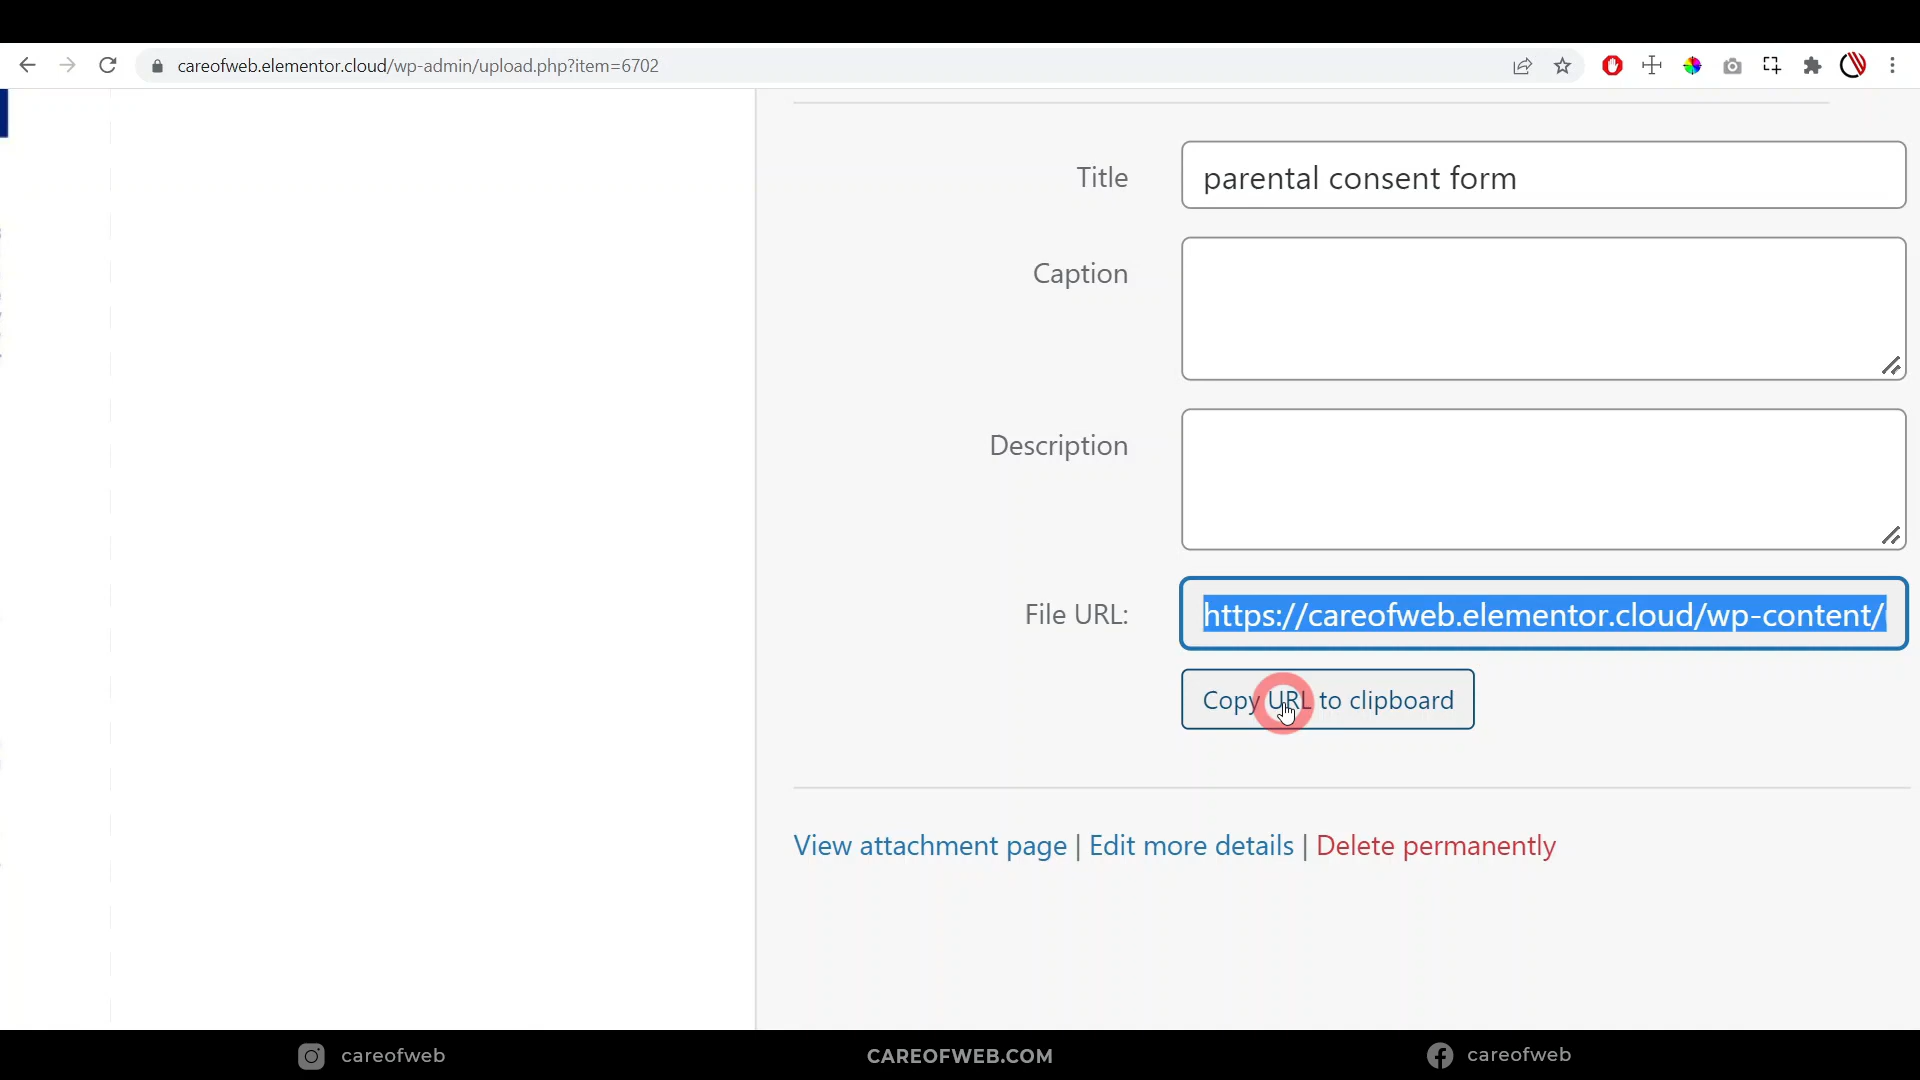 careofweb.elementor.cloud/wp-admin/upload.php?item=6702
Title
parental consent form
Caption
Description
File URL:
https://careofweb.elementor.cloud/wp-content/
Copy URL to clipboard
View attachment page | Edit more details | Delete permanently
careofweb
CAREOFWEB.COM
careofweb